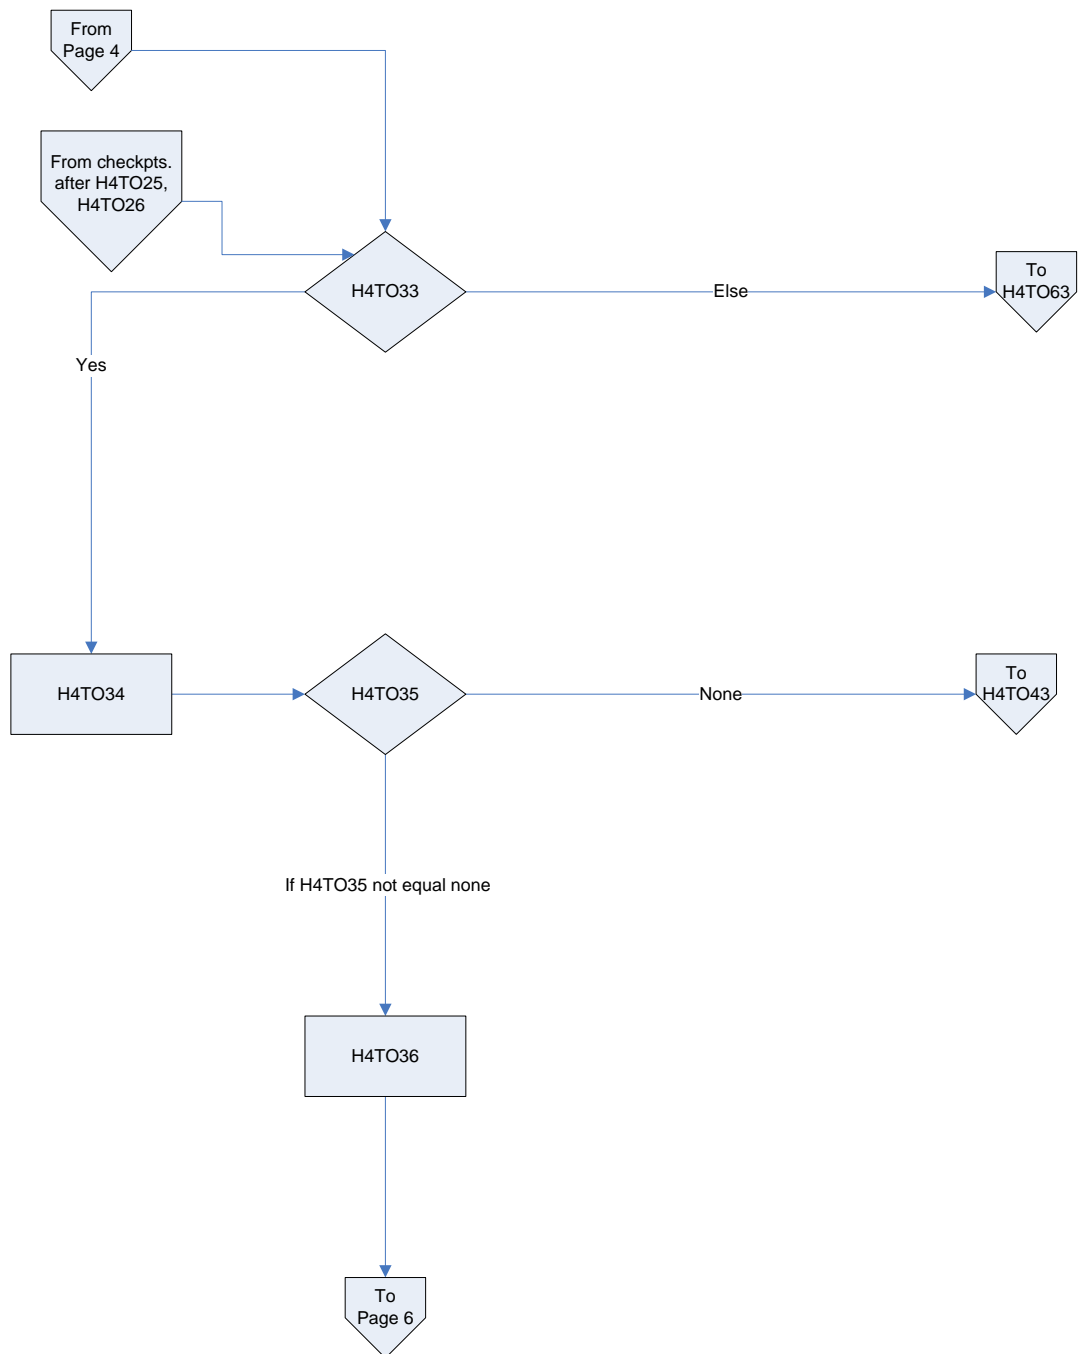 From
Page 4
From checkpts.
after H4TO25,
H4TO26
H4TO33
Else
To
H4TO63
Yes
H4TO34
H4TO35
None
To
H4TO43
If H4TO35 not equal none
H4TO36
To
Page 6